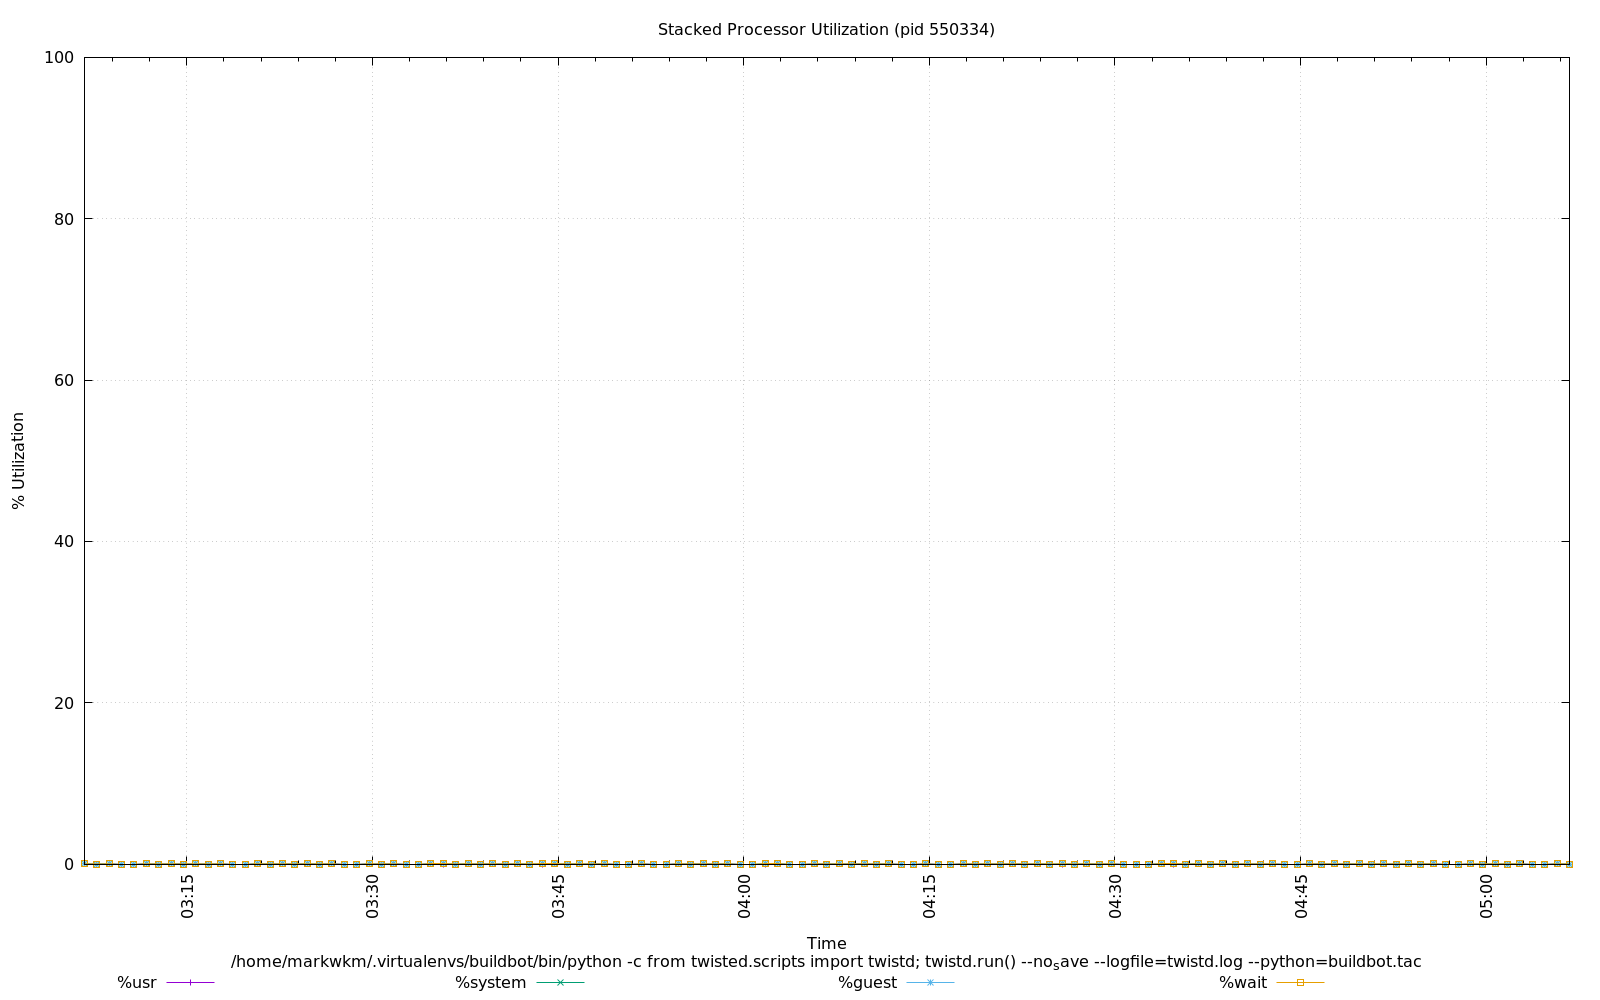 Stacked Processor Utilization (pid 550334)
100
80
60
40
20
0
% Utilization
03:15
03:30
03:45
04:00
04:15
04:30
04:45
05:00
Time
/home/markwkm/.virtualenvs/buildbot/bin/python -c from twisted.scripts import twistd; twistd.run() --nosave --logfile=twistd.log --python=buildbot.tac
%usr %system %guest %wait